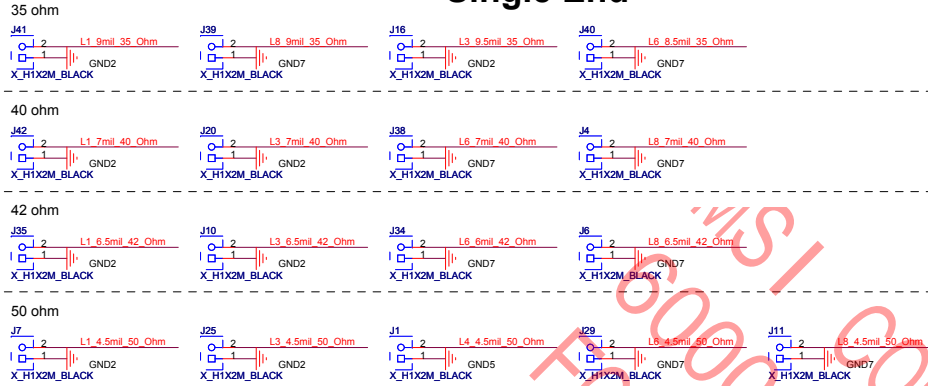 Single End
35 ohm
J41 J39 J16 J40
2 L1_9mil_35_Ohm 2 L8_9mil_35_Ohm 2 L3_9.5mil_35_Ohm 2 L6_8.5mil_35_Ohm
1 GND2 1 GND7 1 GND2 1 GND7
X_H1X2M_BLACK X_H1X2M_BLACK X_H1X2M_BLACK X_H1X2M_BLACK
40 ohm
J42 J20 J38 J4
2 L1_7mil_40_Ohm 2 L3_7mil_40_Ohm 2 L6_7mil_40_Ohm 2 L8_7mil_40_Ohm
1 GND2 1 GND2 1 GND7 1 GND7
X_H1X2M_BLACK X_H1X2M_BLACK X_H1X2M_BLACK X_H1X2M_BLACK
42 ohm
J35 J10 J34 J6
2 L1_6.5mil_42_Ohm 2 L3_6.5mil_42_Ohm 2 L6_6mil_42_Ohm 2 L8_6.5mil_42_Ohm
1 GND2 1 GND2 1 GND7 1 GND7
X_H1X2M_BLACK X_H1X2M_BLACK X_H1X2M_BLACK X_H1X2M_BLACK
50 ohm
J7 J25 J1 J29 J11
2 L1_4.5mil_50_Ohm 2 L3_4.5mil_50_Ohm 2 L4_4.5mil_50_Ohm 2 L6_4.5mil_50_Ohm 2 L8_4.5mil_50_Ohm
1 GND2 1 GND2 1 GND5 1 GND7 1 GND7
X_H1X2M_BLACK X_H1X2M_BLACK X_H1X2M_BLACK X_H1X2M_BLACK X_H1X2M_BLACK
MSI